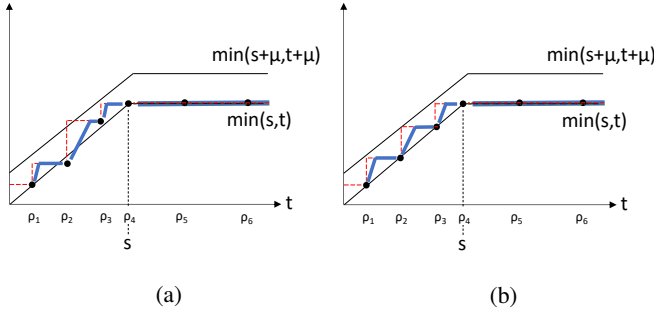 min(s+μ,t+μ)
min(s,t)
t
ρ1 ρ2 ρ3 ρ4 ρ5 ρ6
s
(a)
min(s+μ,t+μ)
min(s,t)
t
ρ1 ρ2 ρ3 ρ4 ρ5 ρ6
s
(b)